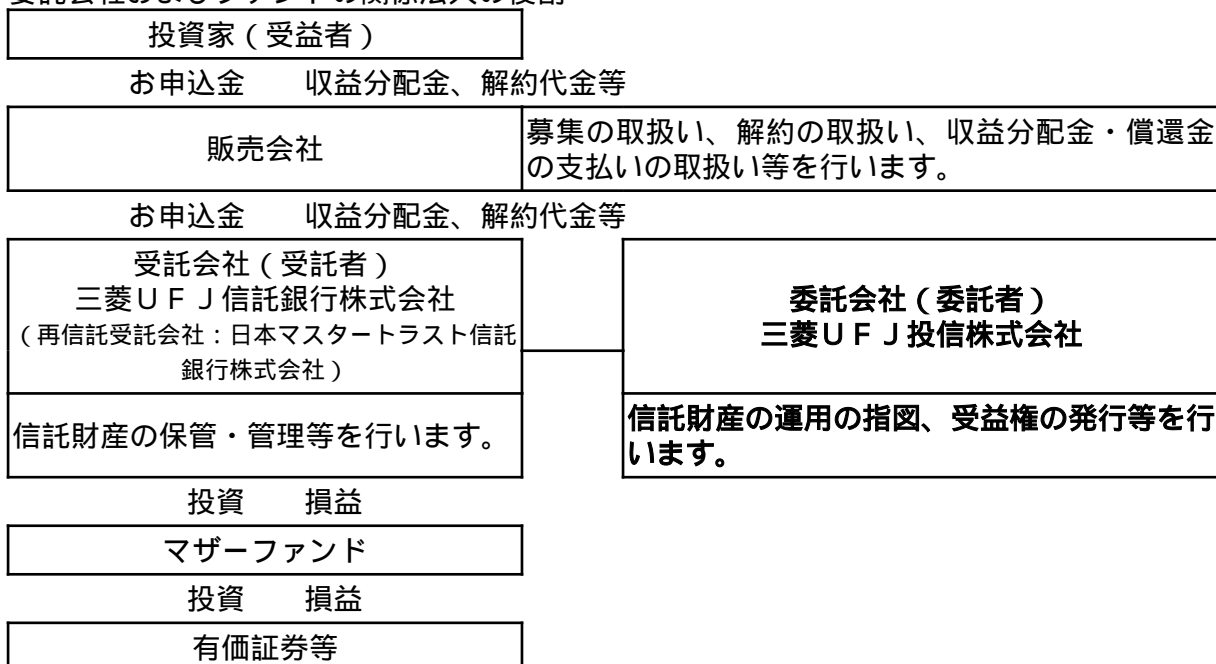 投資家（受益者）
お申込金　　収益分配金、解約代金等
販売会社
募集の取扱い、解約の取扱い、収益分配金・償還金
の支払いの取扱い等を行います。
お申込金　　収益分配金、解約代金等
受託会社（受託者）
三菱ＵＦＪ信託銀行株式会社
（再信託受託会社：日本マスタートラスト信託
銀行株式会社）
委託会社（委託者）
三菱ＵＦＪ投信株式会社
信託財産の保管・管理等を行います。
信託財産の運用の指図、受益権の発行等を行
います。
投資　　損益
マザーファンド
投資　　損益
有価証券等